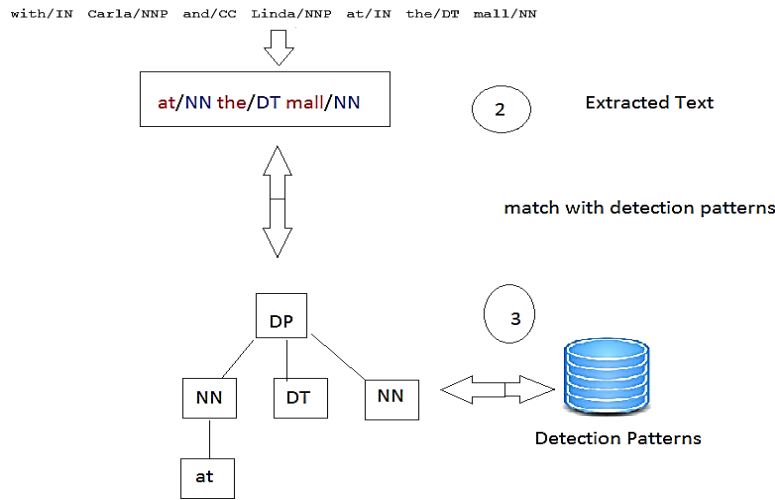 with/IN Carla/NNP and/CC Linda/NNP at/IN the/DT mall/NN
at/NN the/DT mall/NN
2
Extracted Text
match with detection patterns
3
DP
NN
DT
NN
at
Detection Patterns